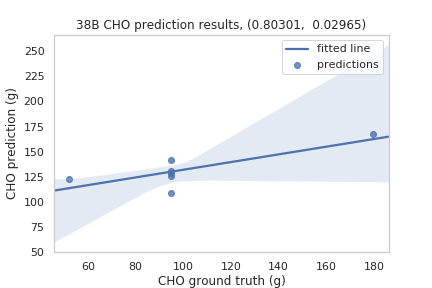 38B CHO prediction results, (0.80301,  0.02965)
fitted line
predictions
250
225
200
175
150
125
100
75
50
CHO prediction (g)
60 80 100 120 140 160 180
CHO ground truth (g)